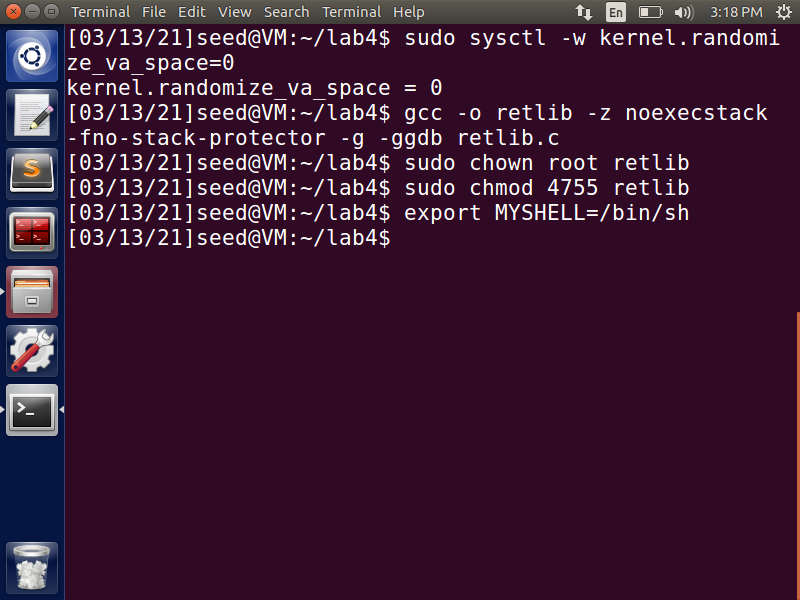 Terminal File Edit View Search Terminal Help En 3:18 PM
[03/13/21]seed@VM:~/lab4$ sudo sysctl -w kernel.randomi
ze_va_space=0
kernel.randomize_va_space = 0
[03/13/21]seed@VM:~/lab4$ gcc -o retlib -z noexecstack
-fno-stack-protector -g -ggdb retlib.c
[03/13/21]seed@VM:~/lab4$ sudo chown root retlib
[03/13/21]seed@VM:~/lab4$ sudo chmod 4755 retlib
[03/13/21]seed@VM:~/lab4$ export MYSHELL=/bin/sh
[03/13/21]seed@VM:~/lab4$